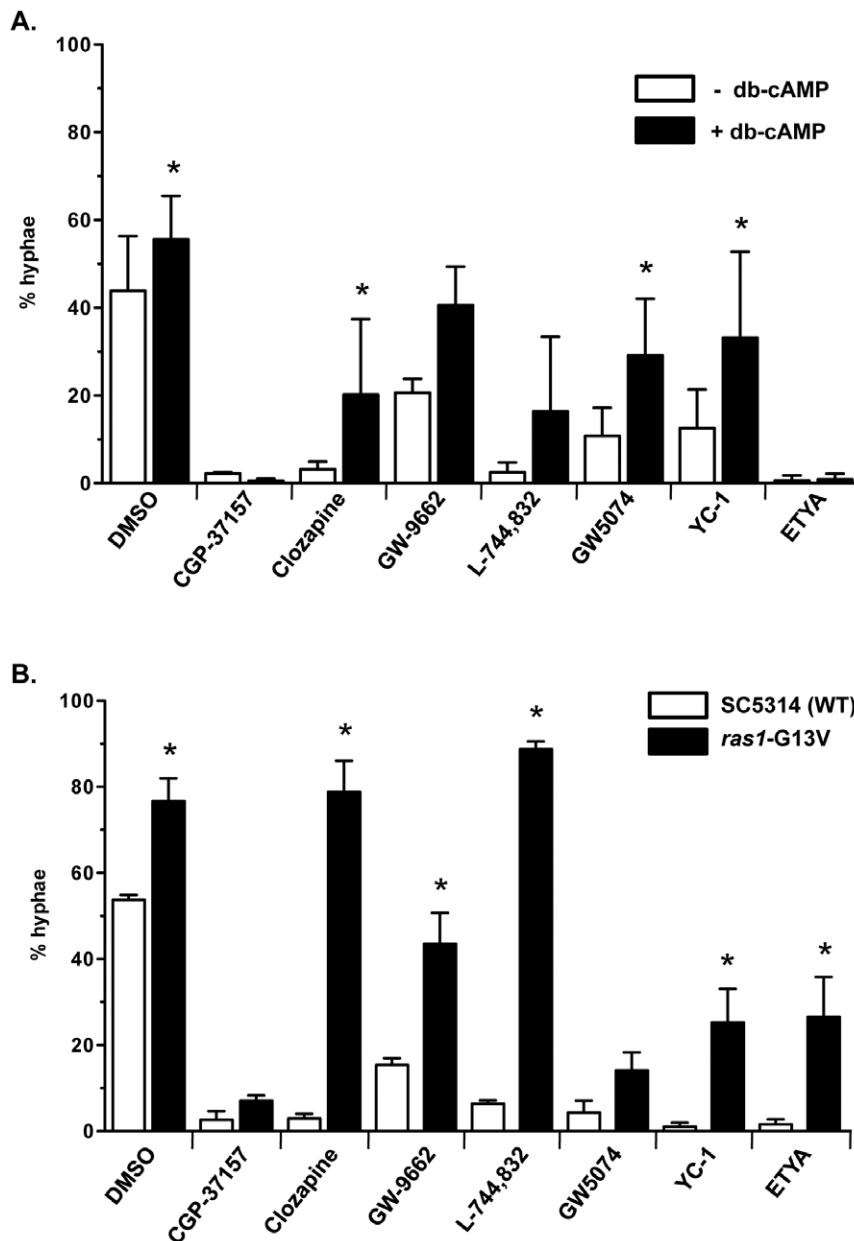 A.
100
80
60
40
20
0
% hyphae
- db-cAMP
+ db-cAMP
*
*
*
*
DMSO
CGP-37157
Clozapine
GW-9662
L-744,832
GW5074
YC-1
ETYA
B.
100
80
60
40
20
0
% hyphae
SC5314 (WT)
ras1-G13V
*
*
*
*
*
*
DMSO
CGP-37157
Clozapine
GW-9662
L-744,832
GW5074
YC-1
ETYA